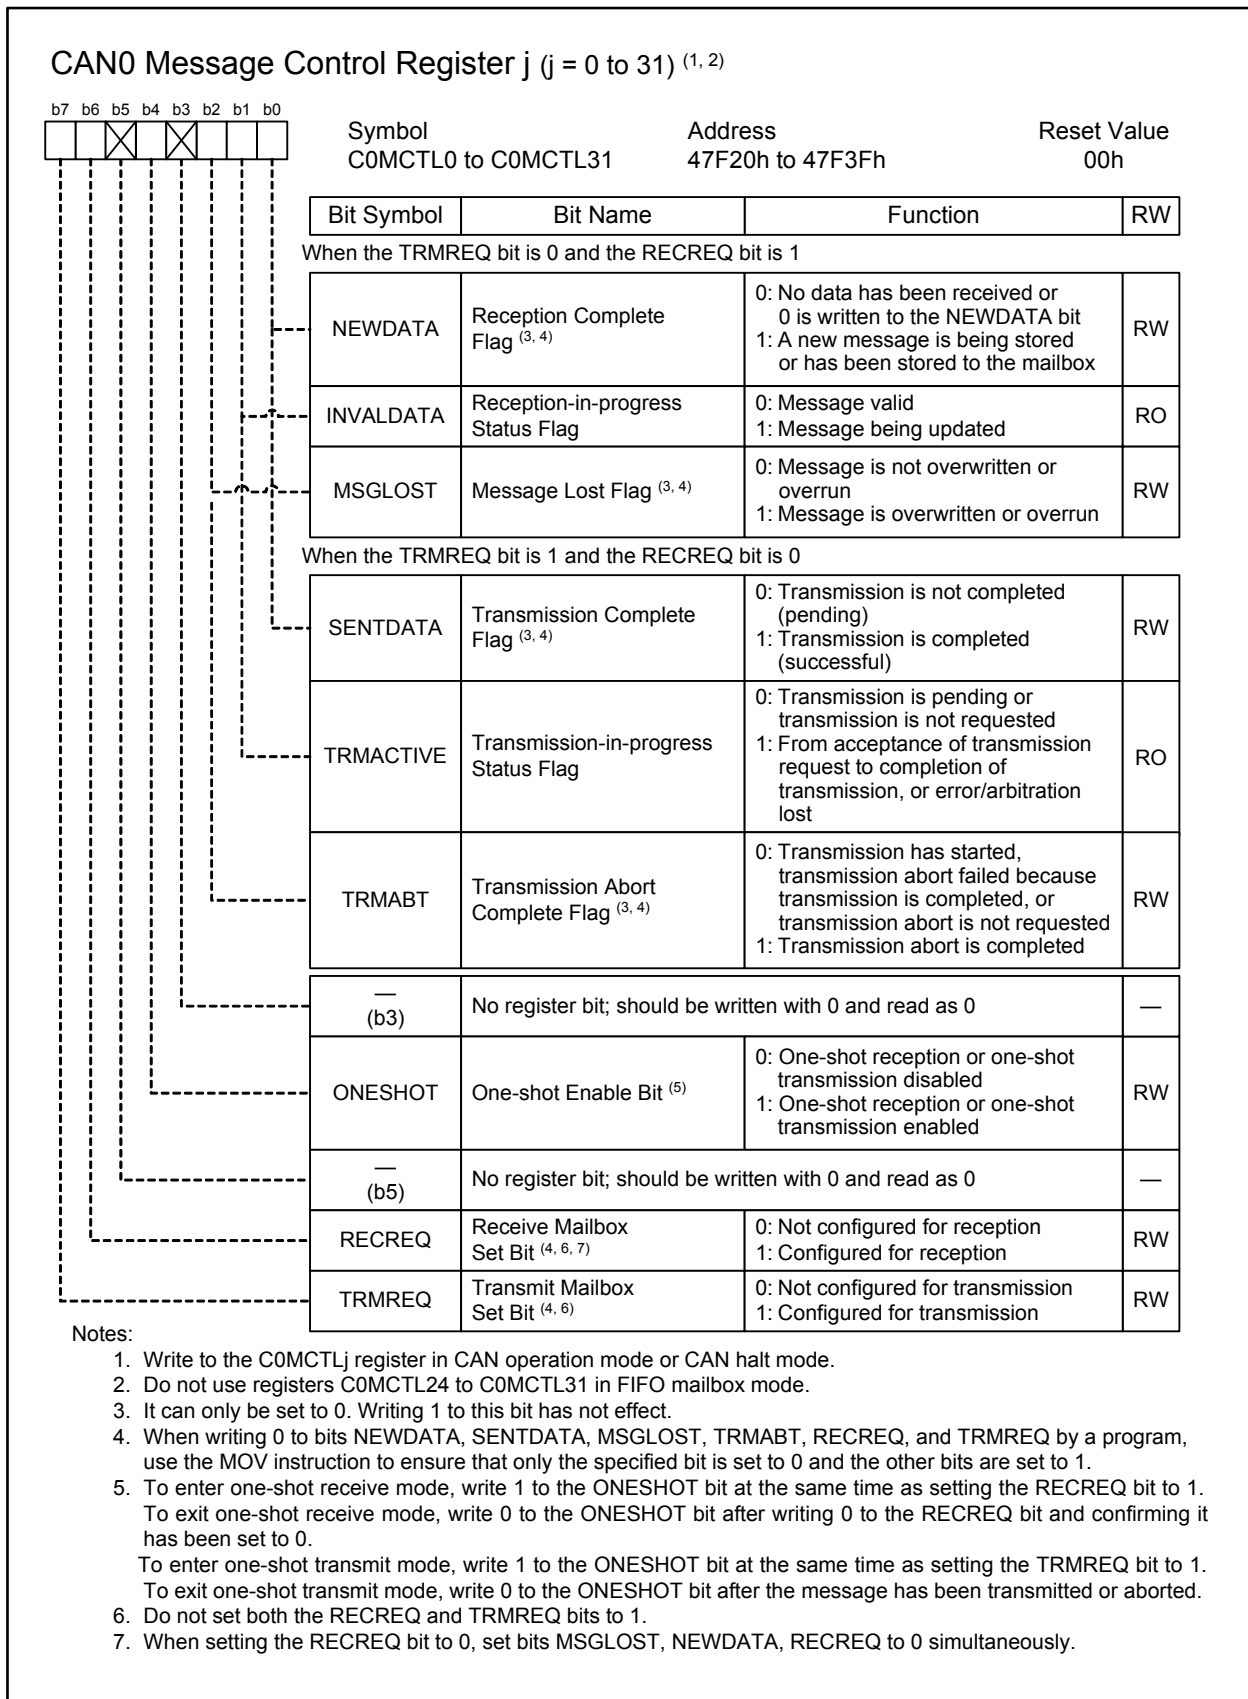 CAN0 Message Control Register j (j = 0 to 31) (1, 2)
b7 b6 b5 b4 b3 b2 b1 b0
Symbol Address Reset Value
C0MCTL0 to C0MCTL31 47F20h to 47F3Fh 00h
Bit Symbol Bit Name Function RW
When the TRMREQ bit is 0 and the RECREQ bit is 1
NEWDATA
Reception Complete
Flag (3, 4)
0: No data has been received or
0 is written to the NEWDATA bit
1: A new message is being stored
or has been stored to the mailbox
RW
INVALDATA
Reception-in-progress
Status Flag
0: Message valid
1: Message being updated
RO
MSGLOST
Message Lost Flag (3, 4)
0: Message is not overwritten or
overrun
1: Message is overwritten or overrun
RW
When the TRMREQ bit is 1 and the RECREQ bit is 0
SENTDATA
Transmission Complete
Flag (3, 4)
0: Transmission is not completed
(pending)
1: Transmission is completed
(successful)
RW
TRMACTIVE
Transmission-in-progress
Status Flag
0: Transmission is pending or
transmission is not requested
1: From acceptance of transmission
request to completion of
transmission, or error/arbitration
lost
RO
TRMABT
Transmission Abort
Complete Flag (3, 4)
0: Transmission has started,
transmission abort failed because
transmission is completed, or
transmission abort is not requested
1: Transmission abort is completed
RW
—
(b3)
No register bit; should be written with 0 and read as 0
—
ONESHOT
One-shot Enable Bit (5)
0: One-shot reception or one-shot
transmission disabled
1: One-shot reception or one-shot
transmission enabled
RW
—
(b5)
No register bit; should be written with 0 and read as 0
—
RECREQ
Receive Mailbox
Set Bit (4, 6, 7)
0: Not configured for reception
1: Configured for reception
RW
TRMREQ
Transmit Mailbox
Set Bit (4, 6)
0: Not configured for transmission
1: Configured for transmission
RW
Notes:
1. Write to the C0MCTLj register in CAN operation mode or CAN halt mode.
2. Do not use registers C0MCTL24 to C0MCTL31 in FIFO mailbox mode.
3. It can only be set to 0. Writing 1 to this bit has not effect.
4. When writing 0 to bits NEWDATA, SENTDATA, MSGLOST, TRMABT, RECREQ, and TRMREQ by a program,
use the MOV instruction to ensure that only the specified bit is set to 0 and the other bits are set to 1.
5. To enter one-shot receive mode, write 1 to the ONESHOT bit at the same time as setting the RECREQ bit to 1.
To exit one-shot receive mode, write 0 to the ONESHOT bit after writing 0 to the RECREQ bit and confirming it
has been set to 0.
To enter one-shot transmit mode, write 1 to the ONESHOT bit at the same time as setting the TRMREQ bit to 1.
To exit one-shot transmit mode, write 0 to the ONESHOT bit after the message has been transmitted or aborted.
6. Do not set both the RECREQ and TRMREQ bits to 1.
7. When setting the RECREQ bit to 0, set bits MSGLOST, NEWDATA, RECREQ to 0 simultaneously.